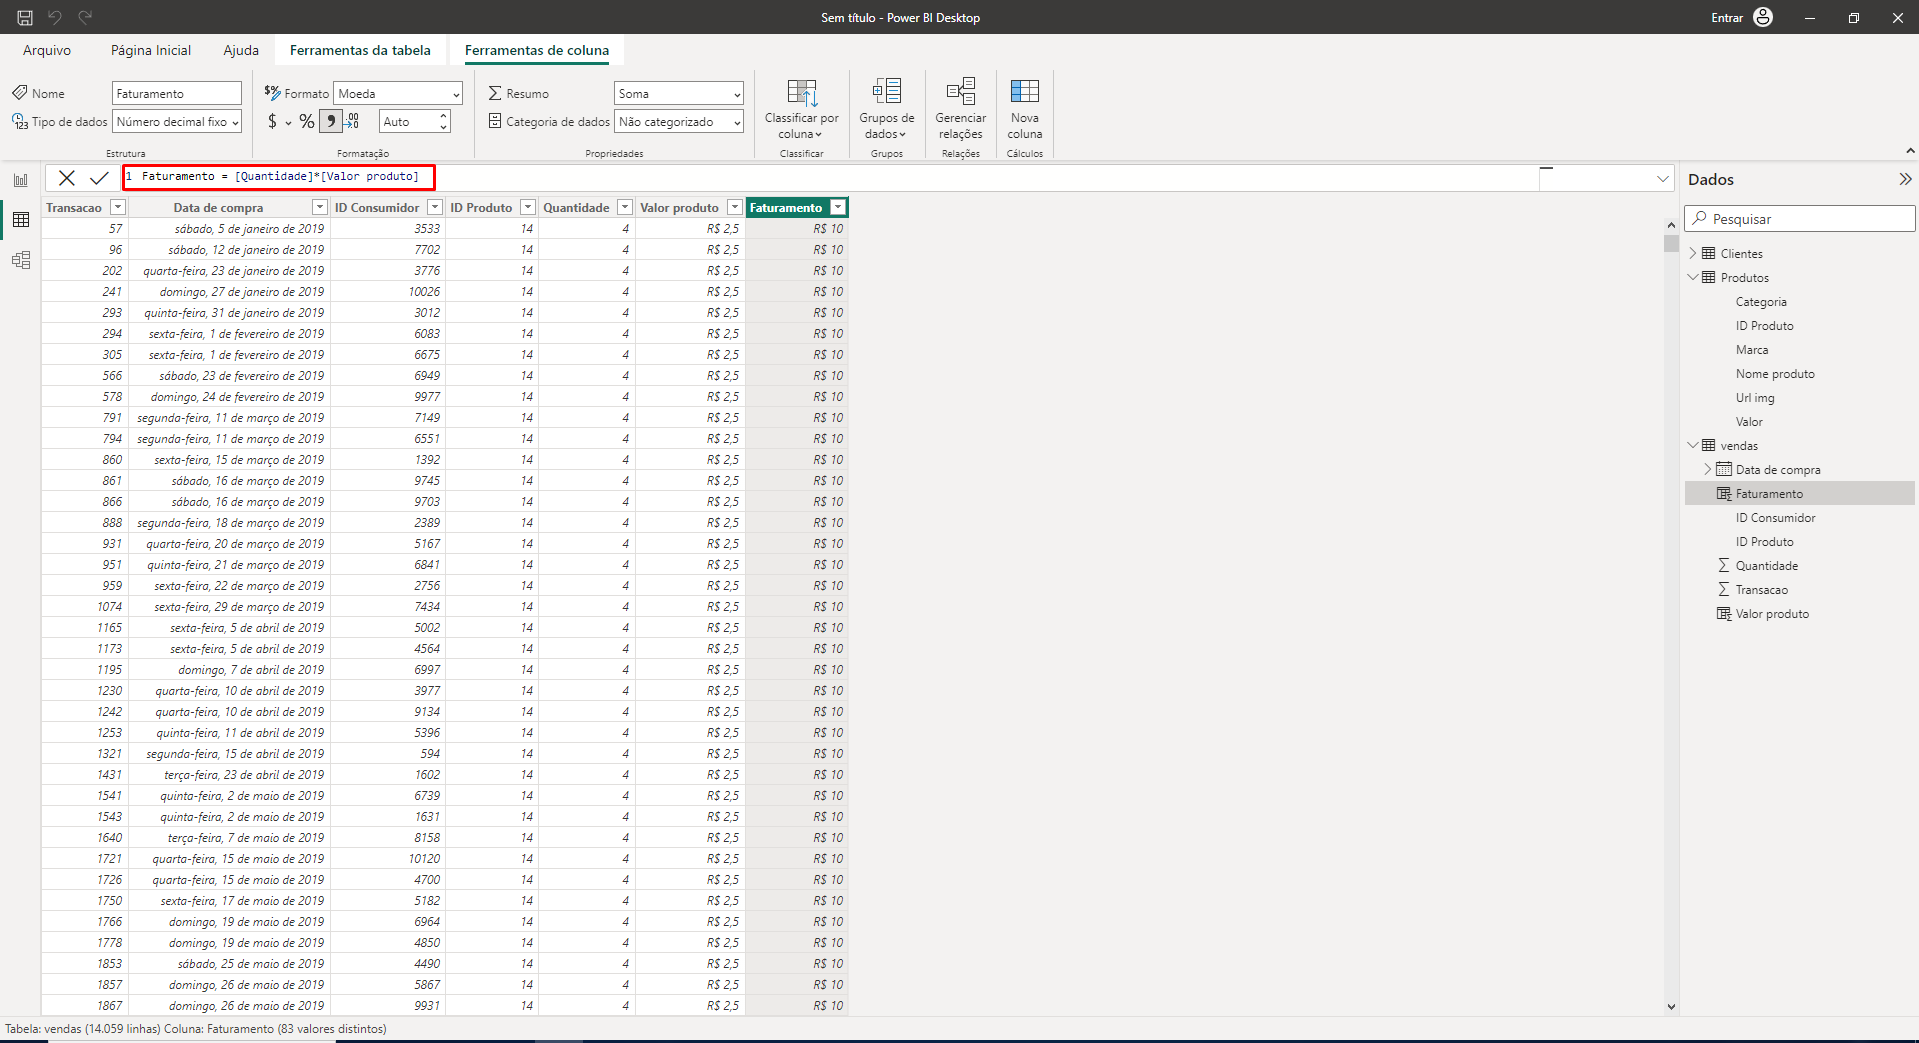 Sem título - Power BI Desktop
Entrar
Arquivo Página Inicial Ajuda Ferramentas da tabela Ferramentas de coluna
Nome Faturamento
Tipo de dados Número decimal fixo
Estrutura
Formato Moeda
$ % 9 .00 Auto
Formatação
Resumo Soma
Categoria de dados Não categorizado
Propriedades
Classificar por
coluna
Classificar
Grupos de
dados
Grupos
Gerenciar
relações
Relações
Nova
coluna
Cálculos
1 Faturamento = [Quantidade]*[Valor produto]
Transacao Data de compra ID Consumidor ID Produto Quantidade Valor produto Faturamento
57 sábado, 5 de janeiro de 2019 3533 14 4 R$ 2,5 R$ 10
96 sábado, 12 de janeiro de 2019 7702 14 4 R$ 2,5 R$ 10
202 quarta-feira, 23 de janeiro de 2019 3776 14 4 R$ 2,5 R$ 10
241 domingo, 27 de janeiro de 2019 10026 14 4 R$ 2,5 R$ 10
293 quinta-feira, 31 de janeiro de 2019 3012 14 4 R$ 2,5 R$ 10
294 sexta-feira, 1 de fevereiro de 2019 6083 14 4 R$ 2,5 R$ 10
305 sexta-feira, 1 de fevereiro de 2019 6675 14 4 R$ 2,5 R$ 10
566 sábado, 23 de fevereiro de 2019 6949 14 4 R$ 2,5 R$ 10
578 domingo, 24 de fevereiro de 2019 9977 14 4 R$ 2,5 R$ 10
791 segunda-feira, 11 de março de 2019 7149 14 4 R$ 2,5 R$ 10
794 segunda-feira, 11 de março de 2019 6551 14 4 R$ 2,5 R$ 10
860 sexta-feira, 15 de março de 2019 1392 14 4 R$ 2,5 R$ 10
861 sábado, 16 de março de 2019 9745 14 4 R$ 2,5 R$ 10
866 sábado, 16 de março de 2019 9703 14 4 R$ 2,5 R$ 10
888 segunda-feira, 18 de março de 2019 2389 14 4 R$ 2,5 R$ 10
931 quarta-feira, 20 de março de 2019 5167 14 4 R$ 2,5 R$ 10
951 quinta-feira, 21 de março de 2019 6841 14 4 R$ 2,5 R$ 10
959 sexta-feira, 22 de março de 2019 2756 14 4 R$ 2,5 R$ 10
1074 sexta-feira, 29 de março de 2019 7434 14 4 R$ 2,5 R$ 10
1165 sexta-feira, 5 de abril de 2019 5002 14 4 R$ 2,5 R$ 10
1173 sexta-feira, 5 de abril de 2019 4564 14 4 R$ 2,5 R$ 10
1195 domingo, 7 de abril de 2019 6997 14 4 R$ 2,5 R$ 10
1230 quarta-feira, 10 de abril de 2019 3977 14 4 R$ 2,5 R$ 10
1242 quarta-feira, 10 de abril de 2019 9134 14 4 R$ 2,5 R$ 10
1253 quinta-feira, 11 de abril de 2019 5396 14 4 R$ 2,5 R$ 10
1321 segunda-feira, 15 de abril de 2019 594 14 4 R$ 2,5 R$ 10
1431 terça-feira, 23 de abril de 2019 1602 14 4 R$ 2,5 R$ 10
1541 quinta-feira, 2 de maio de 2019 6739 14 4 R$ 2,5 R$ 10
1543 quinta-feira, 2 de maio de 2019 1631 14 4 R$ 2,5 R$ 10
1640 terça-feira, 7 de maio de 2019 8158 14 4 R$ 2,5 R$ 10
1721 quarta-feira, 15 de maio de 2019 10120 14 4 R$ 2,5 R$ 10
1726 quarta-feira, 15 de maio de 2019 4700 14 4 R$ 2,5 R$ 10
1750 sexta-feira, 17 de maio de 2019 5182 14 4 R$ 2,5 R$ 10
1766 domingo, 19 de maio de 2019 6964 14 4 R$ 2,5 R$ 10
1778 domingo, 19 de maio de 2019 4850 14 4 R$ 2,5 R$ 10
1853 sábado, 25 de maio de 2019 4490 14 4 R$ 2,5 R$ 10
1857 domingo, 26 de maio de 2019 5867 14 4 R$ 2,5 R$ 10
1867 domingo, 26 de maio de 2019 9931 14 4 R$ 2,5 R$ 10
Dados
Pesquisar
Clientes
Produtos
Categoria
ID Produto
Marca
Nome produto
Url img
Valor
vendas
Data de compra
Faturamento
ID Consumidor
ID Produto
Quantidade
Transacao
Valor produto
Tabela: vendas (14.059 linhas) Coluna: Faturamento (83 valores distintos)